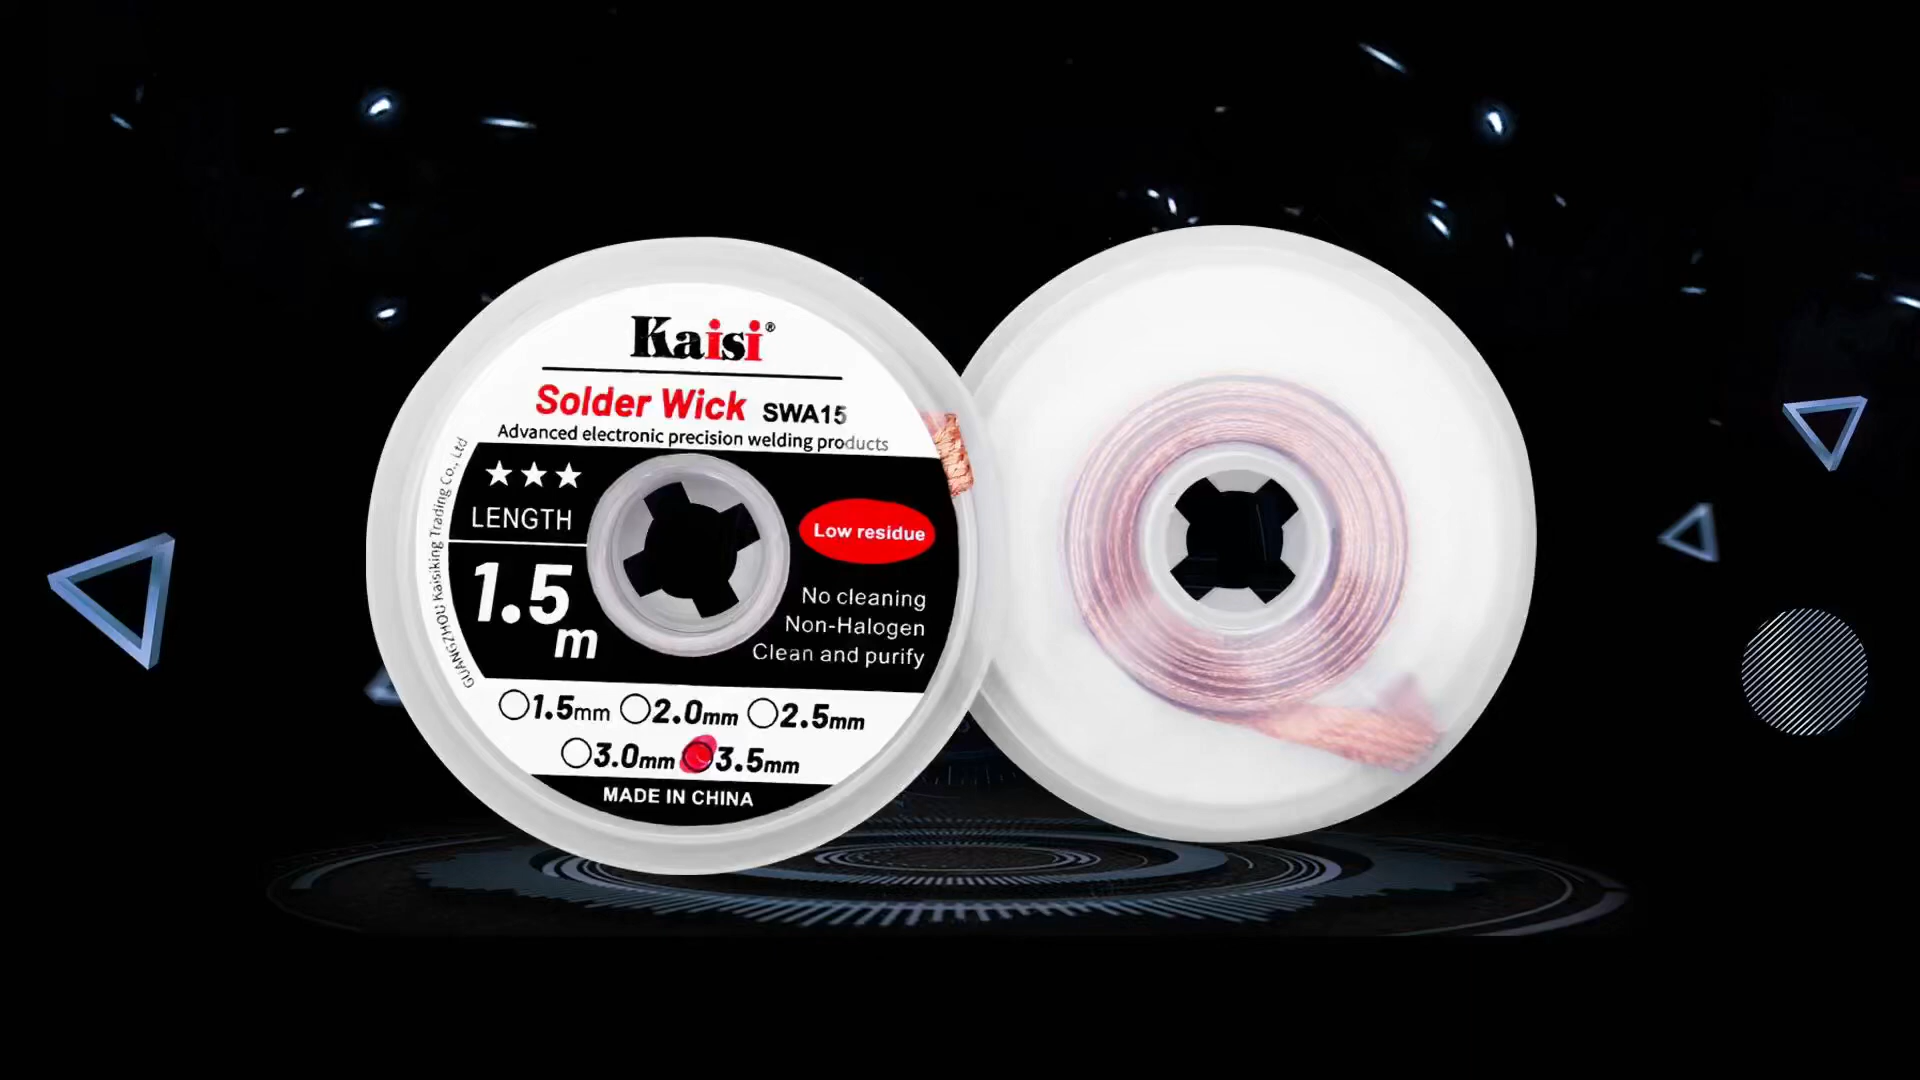 Kaisi®
Solder Wick SWA15
Advanced electronic precision welding products
GUANGZHOU Kaisiking Trading Co., Ltd
★★★
LENGTH
1.5
m
Low residue
No cleaning
Non-Halogen
Clean and purify
1.5mm 2.0mm 2.5mm
3.0mm 3.5mm
MADE IN CHINA